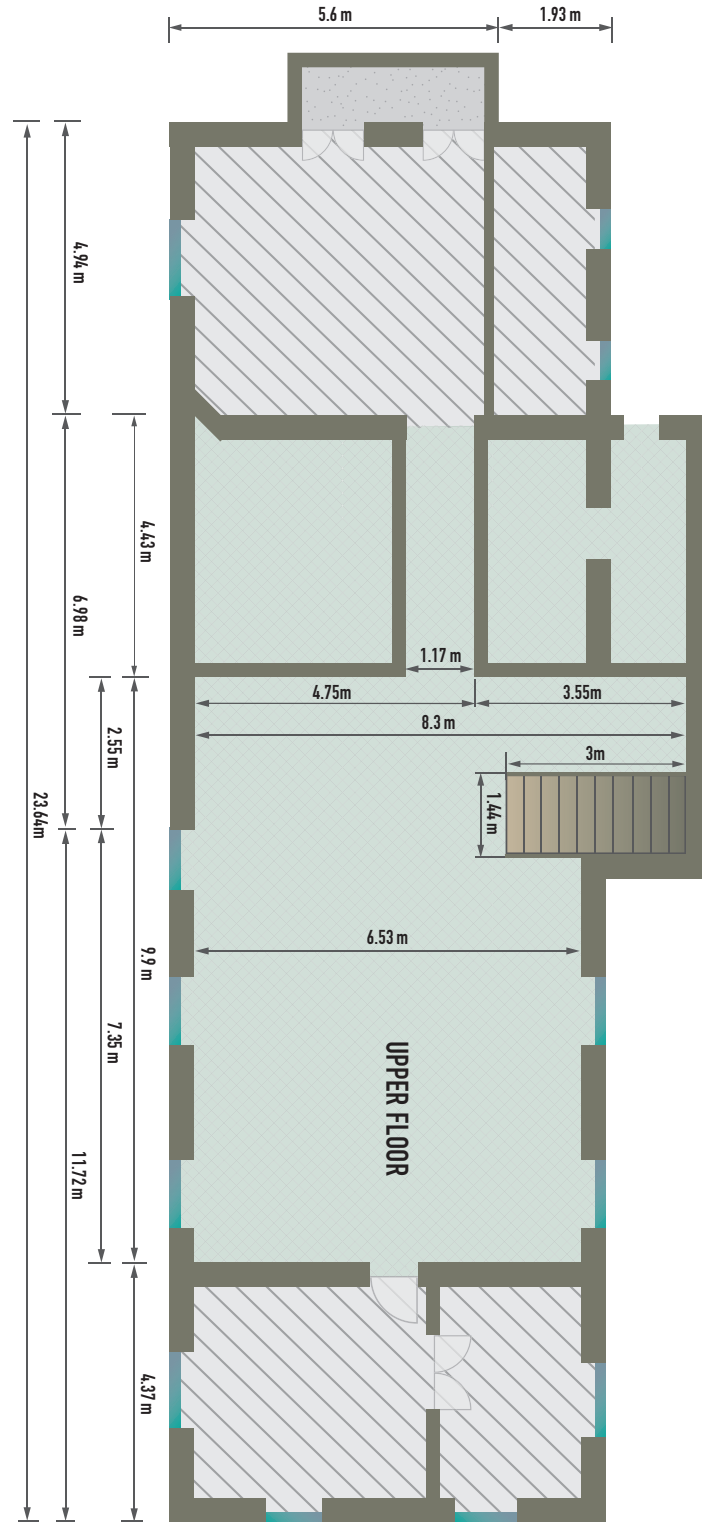 5.6 m
1.93 m
4.94 m
4.43 m
6.98 m
1.17 m
4.75m
3.55m
8.3 m
2.55 m
3m
1.44 m
23.64m
6.53 m
9.9 m
7.35 m
UPPER FLOOR
11.72 m
4.37 m